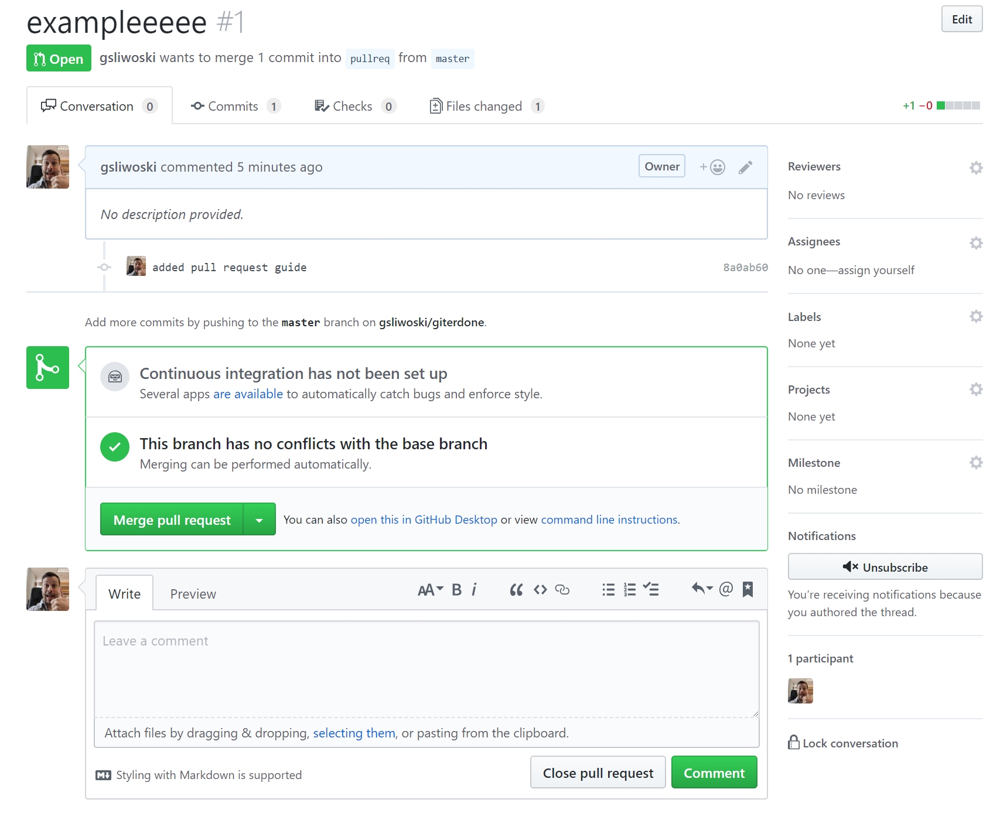 exampleeeee #1
Edit
Open
gsliwoski wants to merge 1 commit into pullreq from master
Conversation 0
Commits 1
Checks 0
Files changed 1
+1 −0
gsliwoski commented 5 minutes ago
Owner
No description provided.
added pull request guide
8a0ab60
Add more commits by pushing to the master branch on gsliwoski/giterdone.
Continuous integration has not been set up
Several apps are available to automatically catch bugs and enforce style.
This branch has no conflicts with the base branch
Merging can be performed automatically.
Merge pull request
You can also open this in GitHub Desktop or view command line instructions.
Write
Preview
Leave a comment
Attach files by dragging & dropping, selecting them, or pasting from the clipboard.
Styling with Markdown is supported
Close pull request
Comment
Reviewers
No reviews
Assignees
No one—assign yourself
Labels
None yet
Projects
None yet
Milestone
No milestone
Notifications
Unsubscribe
You’re receiving notifications because
you authored the thread.
1 participant
Lock conversation